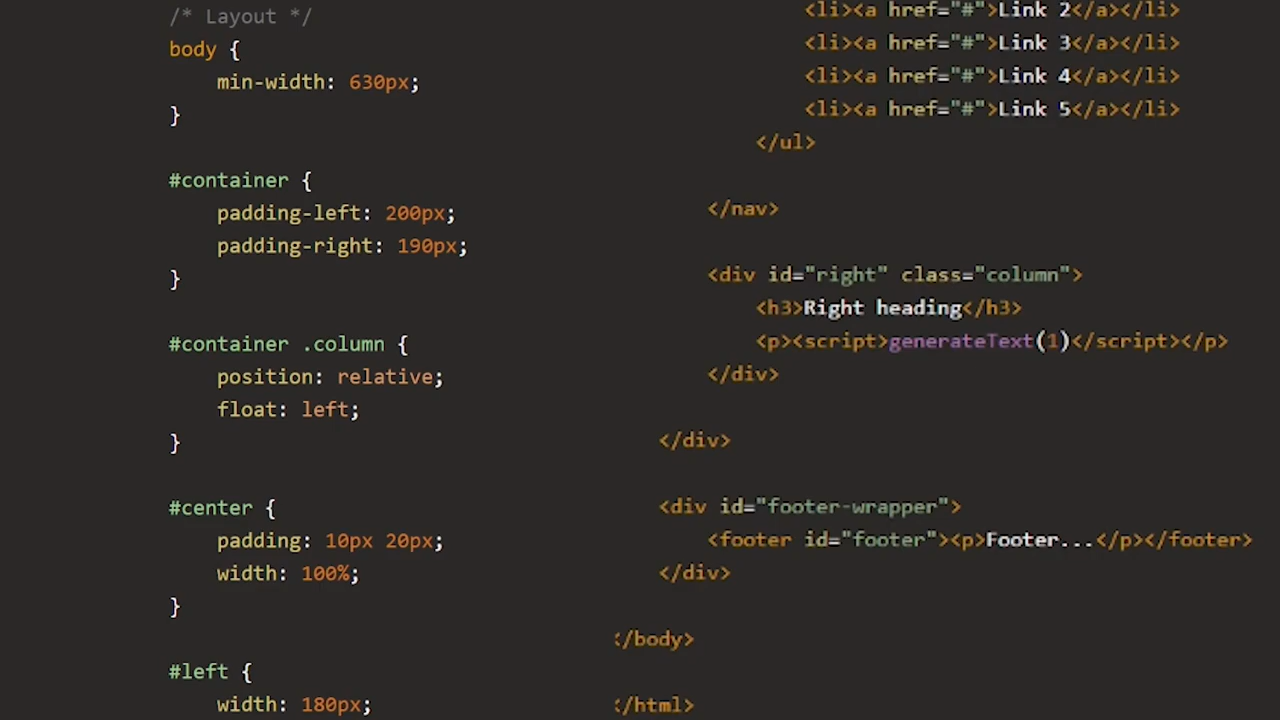 /* Layout */
body {
    min-width: 630px;
}

#container {
    padding-left: 200px;
    padding-right: 190px;
}

#container .column {
    position: relative;
    float: left;
}

#center {
    padding: 10px 20px;
    width: 100%;
}

#left {
    width: 180px;
<li><a href="#">Link 2</a></li>
<li><a href="#">Link 3</a></li>
<li><a href="#">Link 4</a></li>
<li><a href="#">Link 5</a></li>
</ul>
</nav>
<div id="right" class="column">
<h3>Right heading</h3>
<p><script>generateText(1)</script></p>
</div>
</div>
<div id="footer-wrapper">
<footer id="footer"><p>Footer...</p></footer>
</div>
</body>
</html>